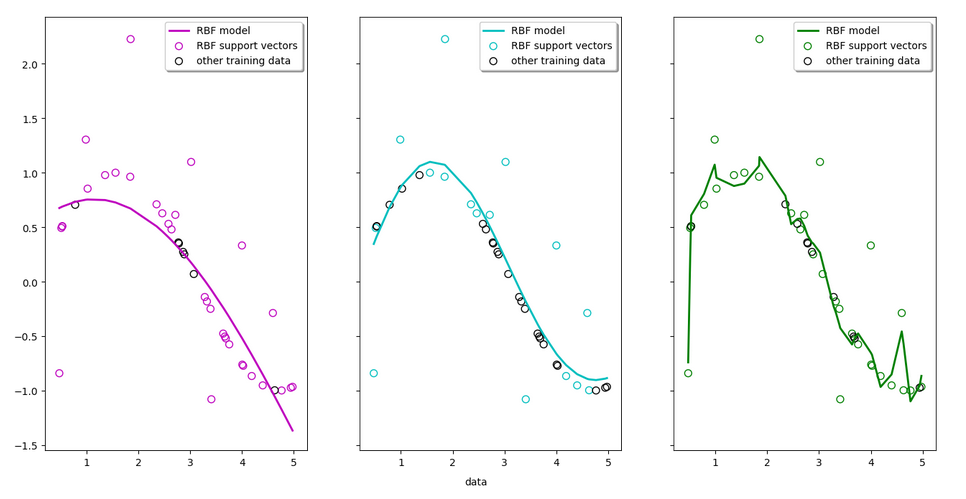 RBF model
RBF support vectors
other training data
RBF model
RBF support vectors
other training data
RBF model
RBF support vectors
other training data
2.0
1.5
1.0
0.5
0.0
−0.5
−1.0
−1.5
1 2 3 4 5
1 2 3 4 5
1 2 3 4 5
data